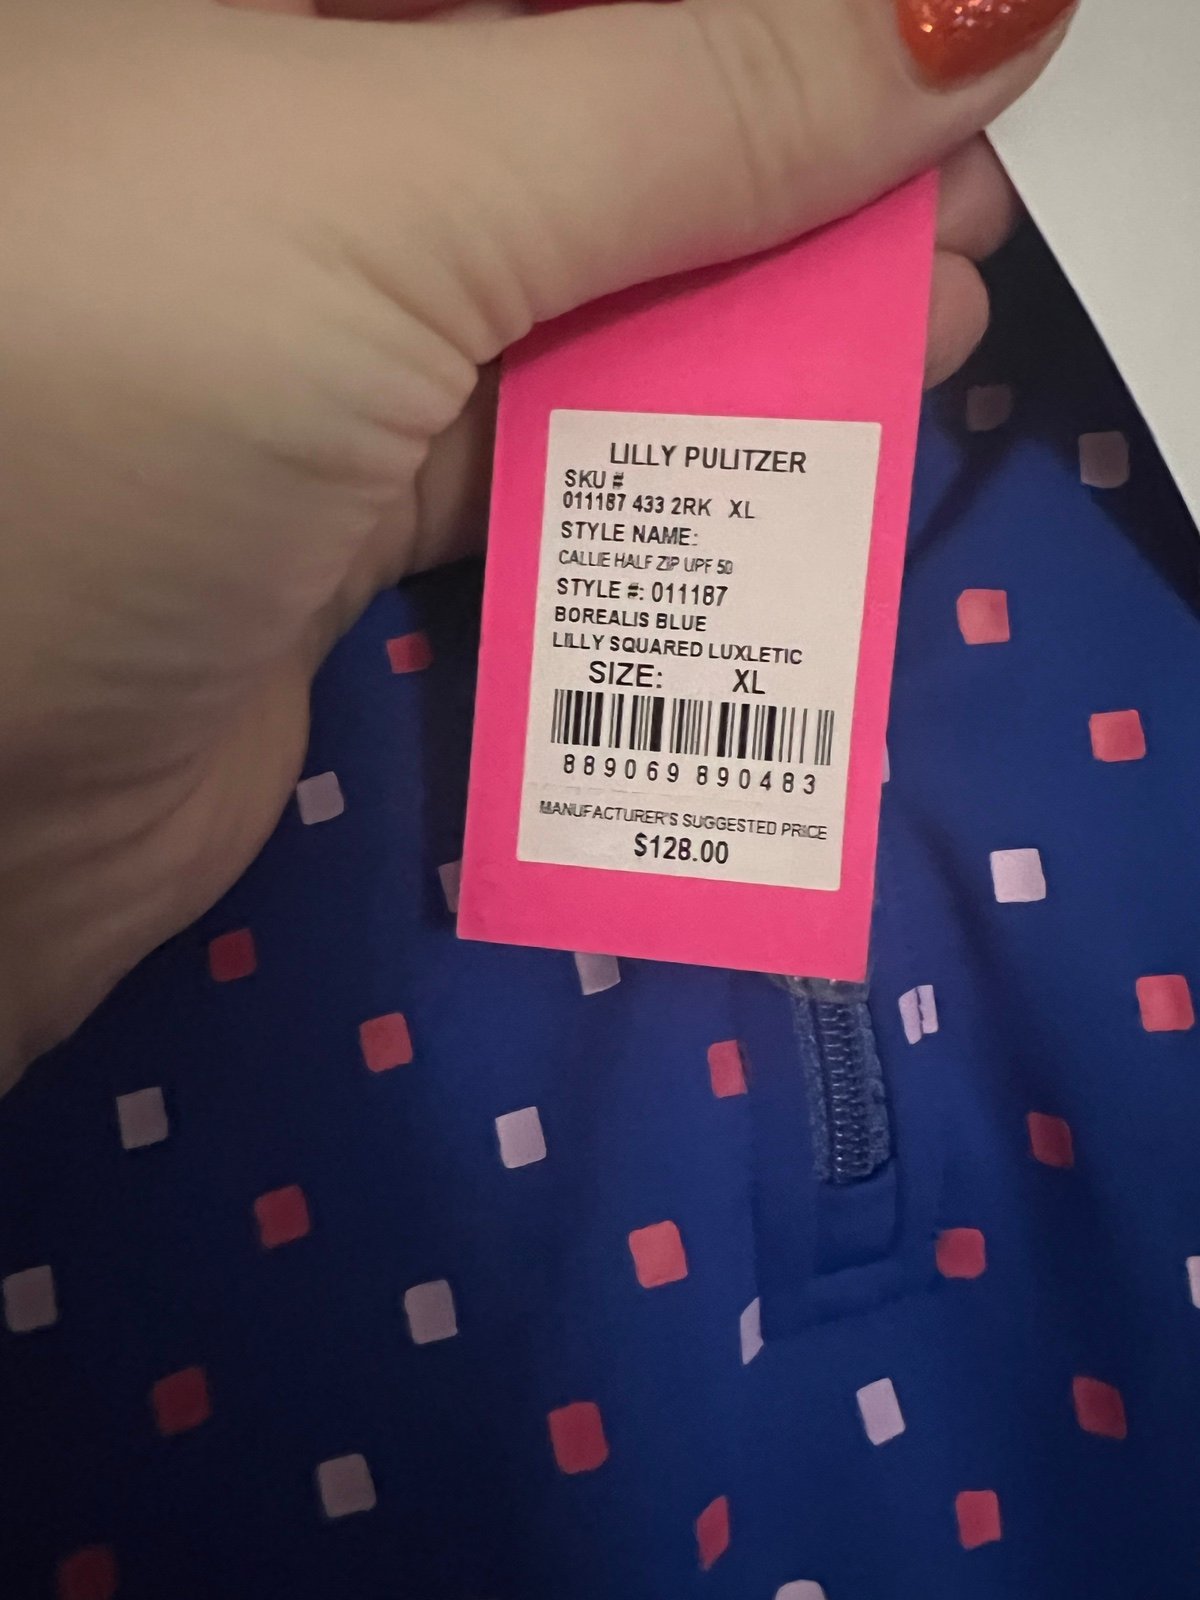 LILLY PULITZER
SKU #
011187 433 2RK XL
STYLE NAME:
CALLIE HALF ZIP UPF 50
STYLE #: 011187
BOREALIS BLUE
LILLY SQUARED LUXLETIC
SIZE: XL
889069 890483
MANUFACTURER'S SUGGESTED PRICE
$128.00